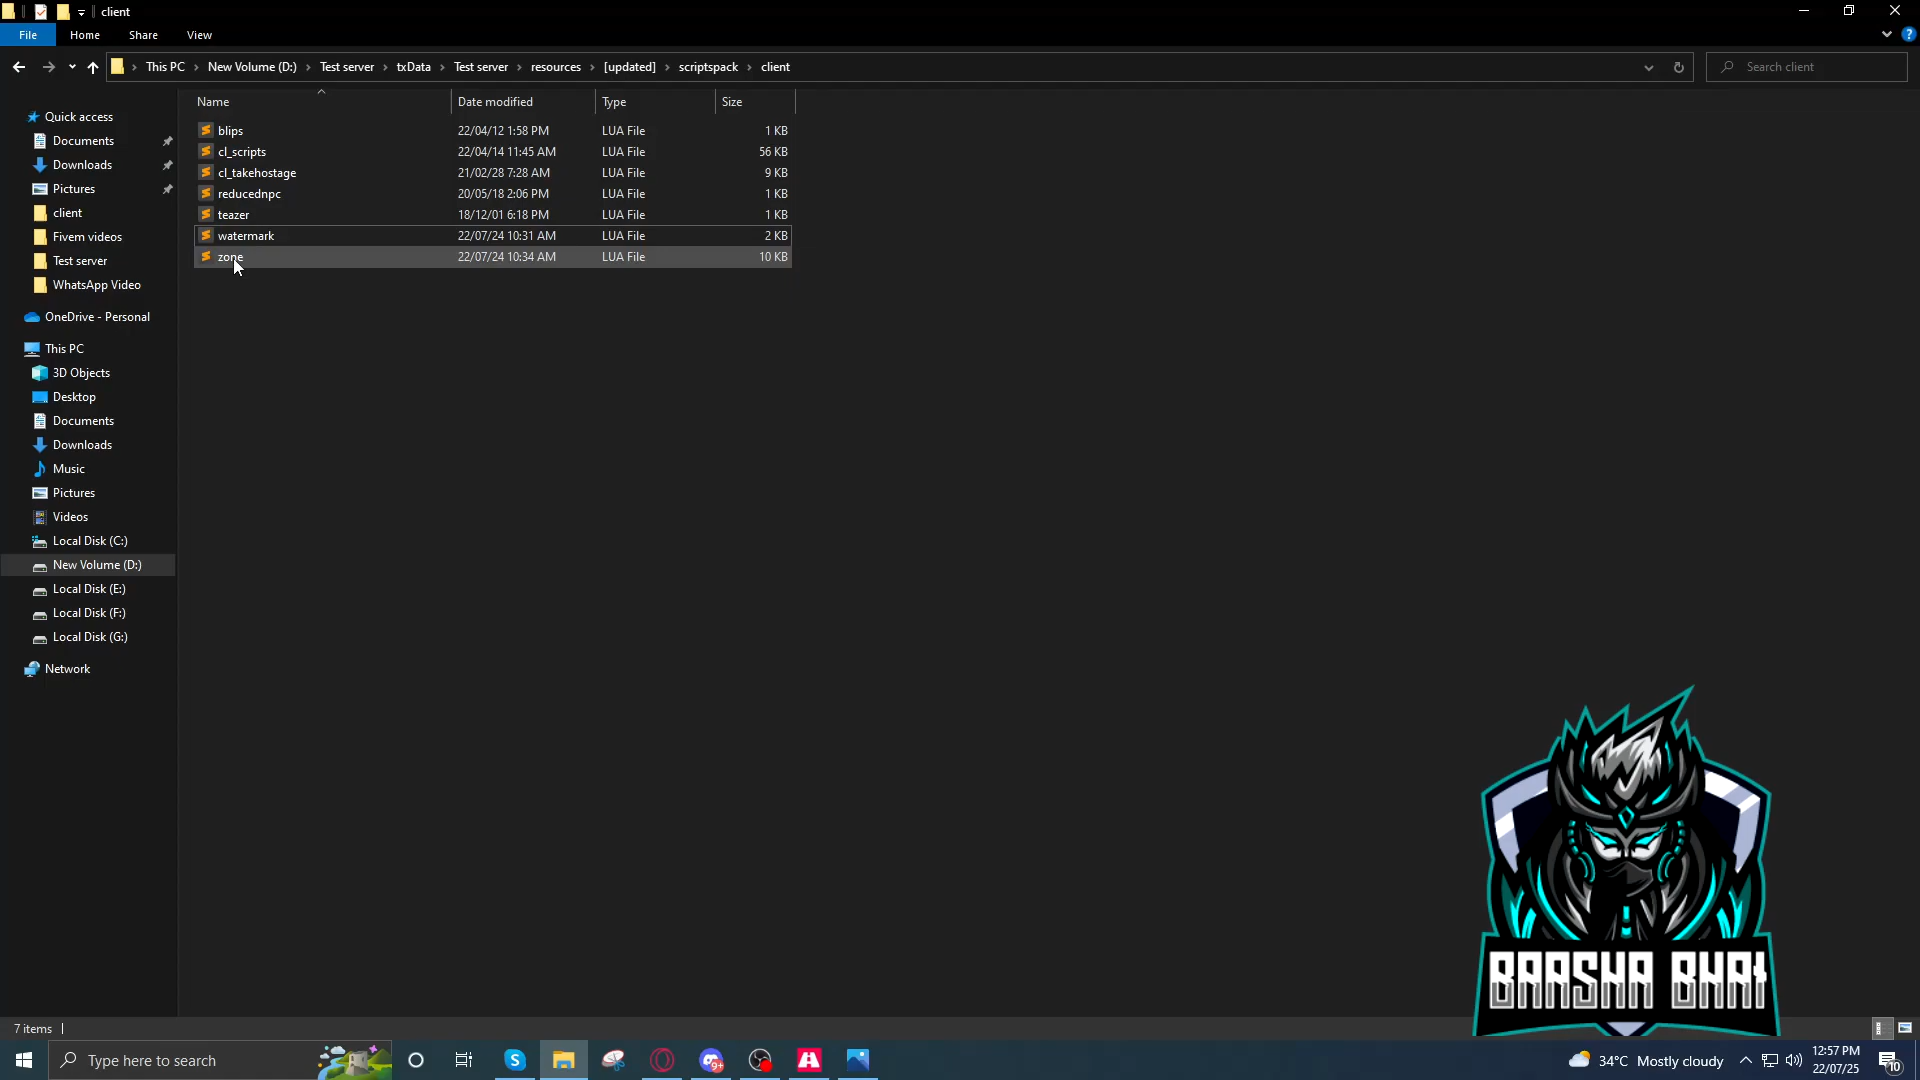 client
File Home Share View
This PC New Volume (D:) Test server txData Test server resources [updated] scriptspack client
Search client
Name Date modified Type Size
blips 22/04/12 1:58 PM LUA File 1 KB
cl_scripts 22/04/14 11:45 AM LUA File 56 KB
cl_takehostage 21/02/28 7:28 AM LUA File 9 KB
reducednpc 20/05/18 2:06 PM LUA File 1 KB
teazer 18/12/01 6:18 PM LUA File 1 KB
watermark 22/07/24 10:31 AM LUA File 2 KB
zone 22/07/24 10:34 AM LUA File 10 KB
Quick access
Documents
Downloads
Pictures
client
Fivem videos
Test server
WhatsApp Video
OneDrive - Personal
This PC
3D Objects
Desktop
Documents
Downloads
Music
Pictures
Videos
Local Disk (C:)
New Volume (D:)
Local Disk (E:)
Local Disk (F:)
Local Disk (G:)
Network
BAASHA BHAI
7 items
Type here to search
9+
34°C Mostly cloudy
12:57 PM
22/07/25
10